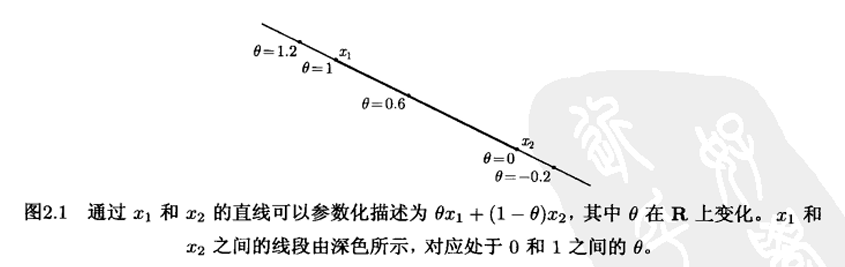 θ=1.2
x₁
θ=1
θ=0.6
x₂
θ=0
θ=−0.2
图2.1 通过 x₁ 和 x₂ 的直线可以参数化描述为 θx₁ + (1 − θ)x₂，其中 θ 在 R 上变化。x₁ 和
x₂ 之间的线段由深色所示，对应处于 0 和 1 之间的 θ。